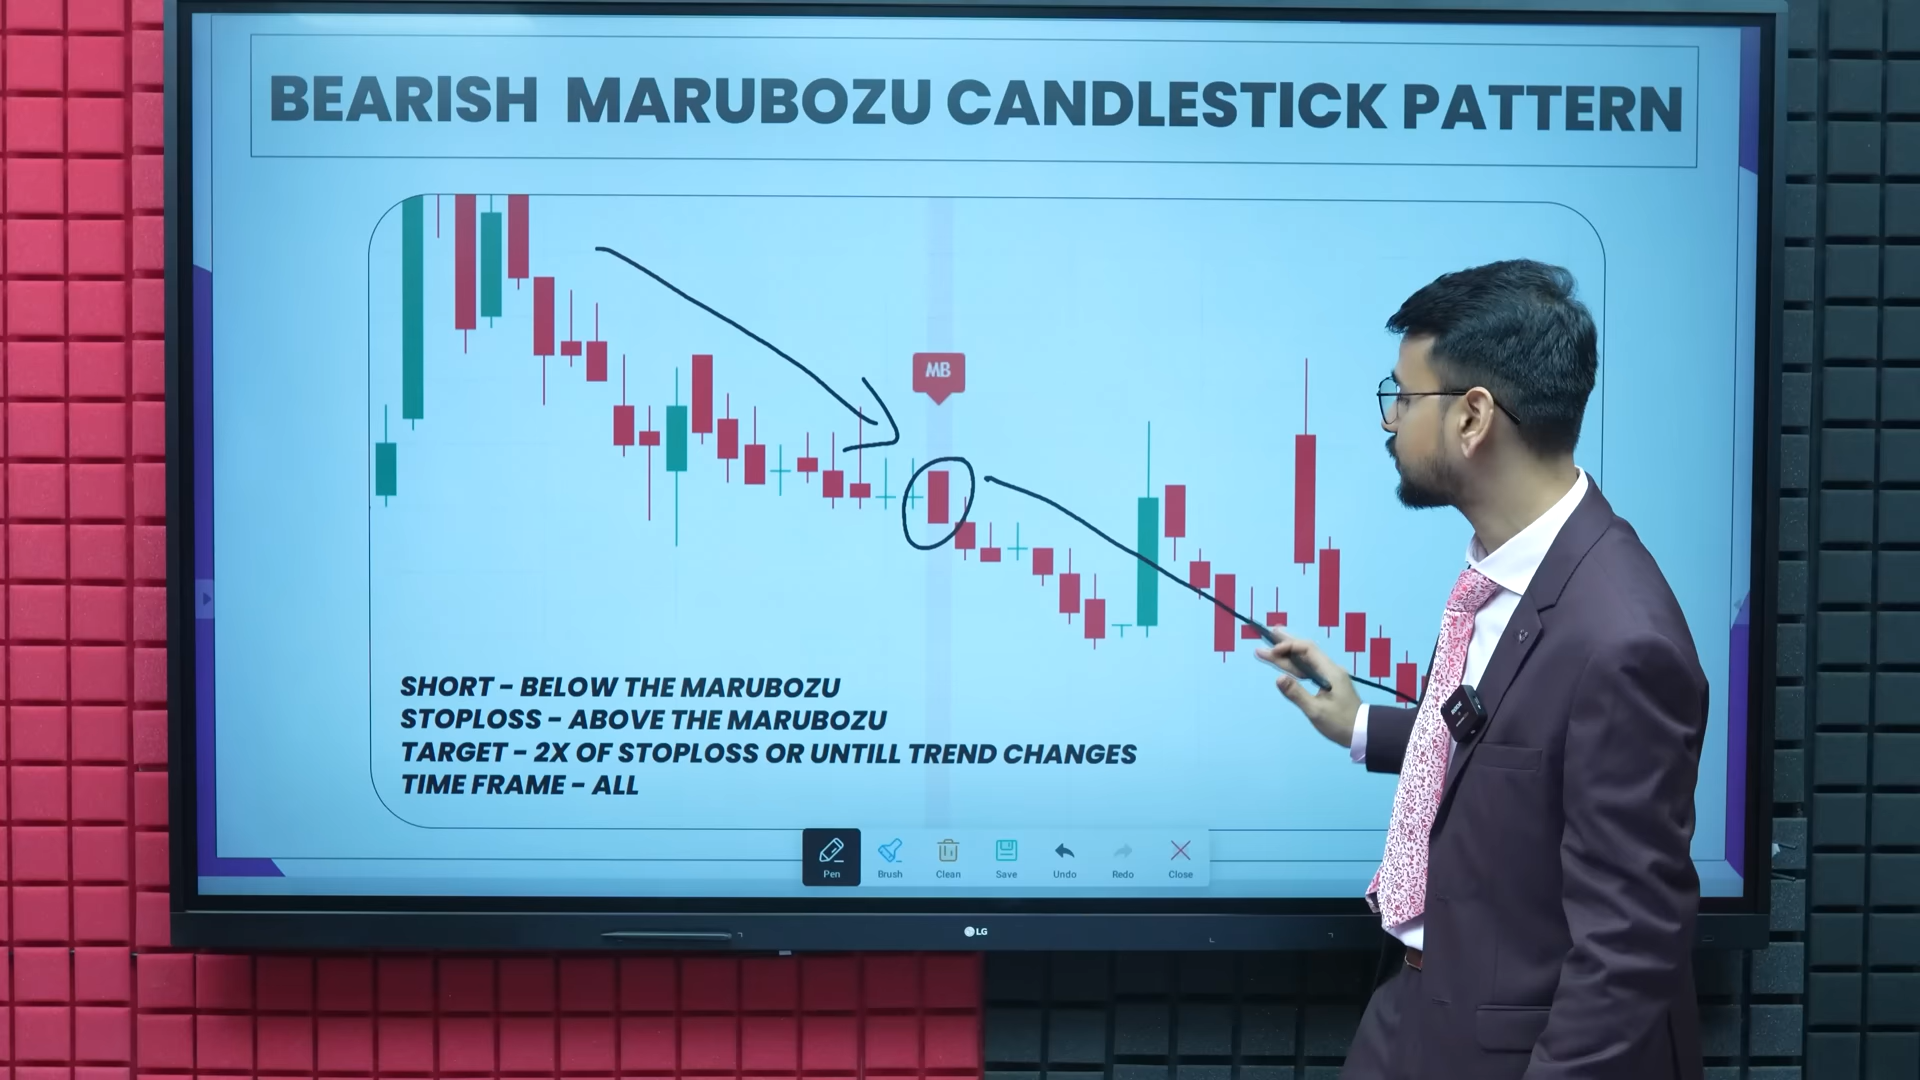 BEARISH MARUBOZU CANDLESTICK PATTERN
MB
SHORT - BELOW THE MARUBOZU
STOPLOSS - ABOVE THE MARUBOZU
TARGET - 2X OF STOPLOSS OR UNTILL TREND CHANGES
TIME FRAME - ALL
Pen Brush Clean Save Undo Redo Close
LG